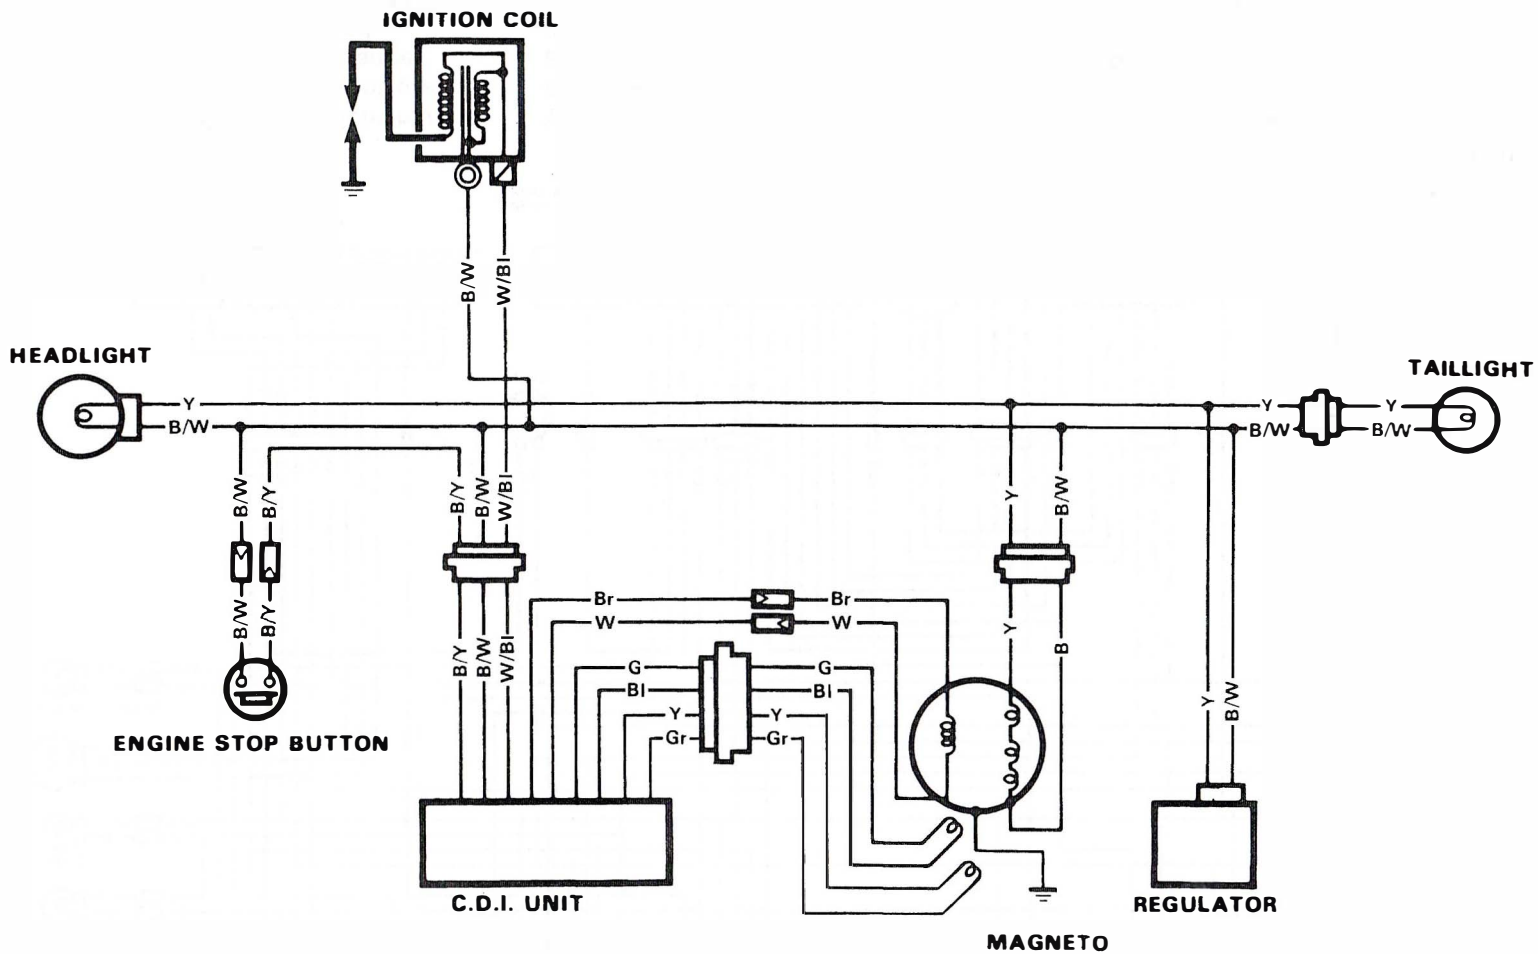 IGNITION COIL
B/W
W/Bl
HEADLIGHT
TAILLIGHT
Y
Y
Y
B/W
B/W
B/W
B/W
B/Y
B/Y
B/W
W/Bl
Y
B/W
Br
Br
W
W
B/W
B/Y
B/Y
B/W
W/Bl
Y
B
G
G
Bl
Bl
Y
Y
Gr
Gr
Y
B/W
ENGINE STOP BUTTON
C.D.I. UNIT
REGULATOR
MAGNETO